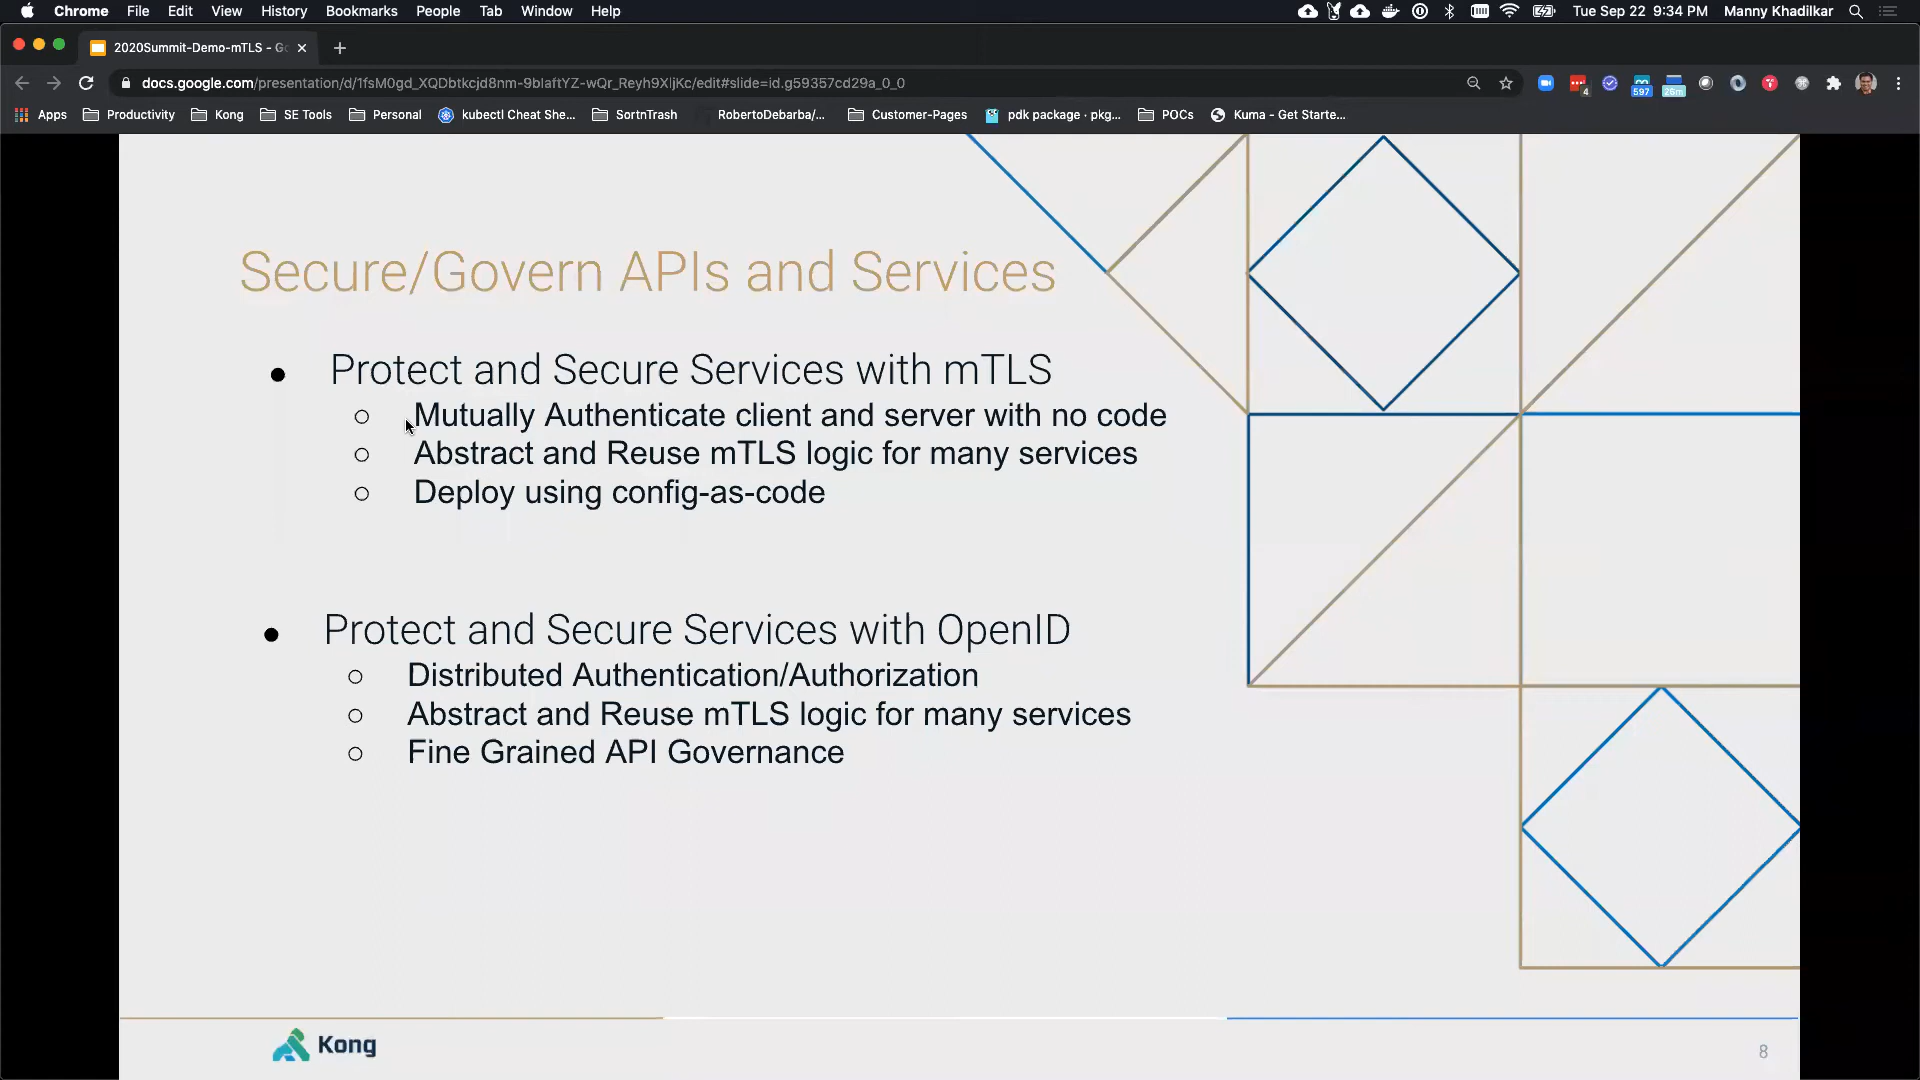 Chrome File Edit View History Bookmarks People Tab Window Help Tue Sep 22 9:34 PM Manny Khadilkar
2020Summit-Demo-mTLS - Go
docs.google.com/presentation/d/1fsM0gd_XQDbtkcjd8nm-9blaftYZ-wQr_Reyh9XljKc/edit#slide=id.g59357cd29a_0_0 4 597 26m
Apps Productivity Kong SE Tools Personal kubectl Cheat She... SortnTrash RobertoDebarba/... Customer-Pages pdk package · pkg... POCs Kuma - Get Starte...
Secure/Govern APIs and Services
● Protect and Secure Services with mTLS
○ Mutually Authenticate client and server with no code
○ Abstract and Reuse mTLS logic for many services
○ Deploy using config-as-code
● Protect and Secure Services with OpenID
○ Distributed Authentication/Authorization
○ Abstract and Reuse mTLS logic for many services
○ Fine Grained API Governance
Kong
8